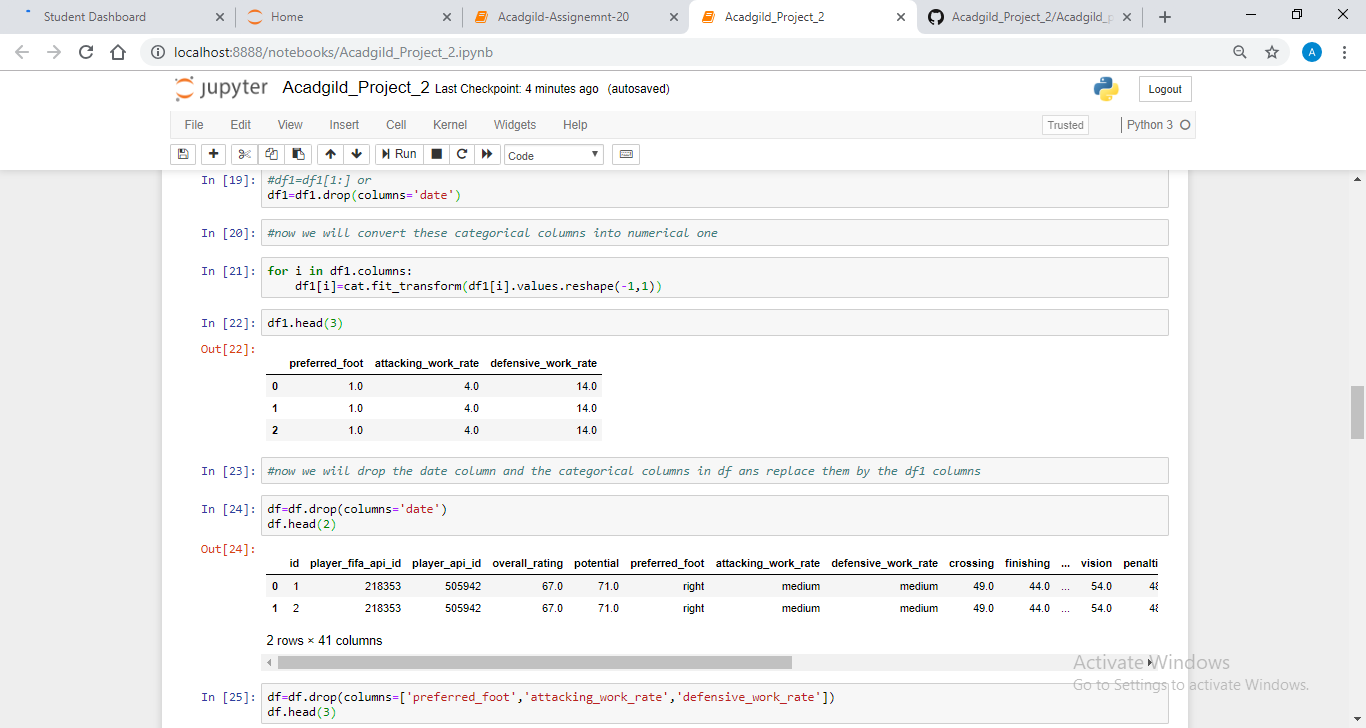 Student Dashboard
Home
Acadgild-Assignemnt-20
Acadgild_Project_2
Acadgild_Project_2/Acadgild_p
localhost:8888/notebooks/Acadgild_Project_2.ipynb
A
jupyter Acadgild_Project_2 Last Checkpoint: 4 minutes ago (autosaved)
Logout
File Edit View Insert Cell Kernel Widgets Help
Trusted
Python 3
Run
Code
In [19]: #df1=df1[1:] or
df1=df1.drop(columns='date')
In [20]: #now we will convert these categorical columns into numerical one
In [21]: for i in df1.columns:
df1[i]=cat.fit_transform(df1[i].values.reshape(-1,1))
In [22]: df1.head(3)
Out[22]:
preferred_foot attacking_work_rate defensive_work_rate
0 1.0 4.0 14.0
1 1.0 4.0 14.0
2 1.0 4.0 14.0
In [23]: #now we wiil drop the date column and the categorical columns in df ans replace them by the df1 columns
In [24]: df=df.drop(columns='date')
df.head(2)
Out[24]:
id player_fifa_api_id player_api_id overall_rating potential preferred_foot attacking_work_rate defensive_work_rate crossing finishing ... vision penalti
0 1 218353 505942 67.0 71.0 right medium medium 49.0 44.0 ... 54.0 48
1 2 218353 505942 67.0 71.0 right medium medium 49.0 44.0 ... 54.0 48
2 rows × 41 columns
Activate Windows
Go to Settings to activate Windows.
In [25]: df=df.drop(columns=['preferred_foot','attacking_work_rate','defensive_work_rate'])
df.head(3)